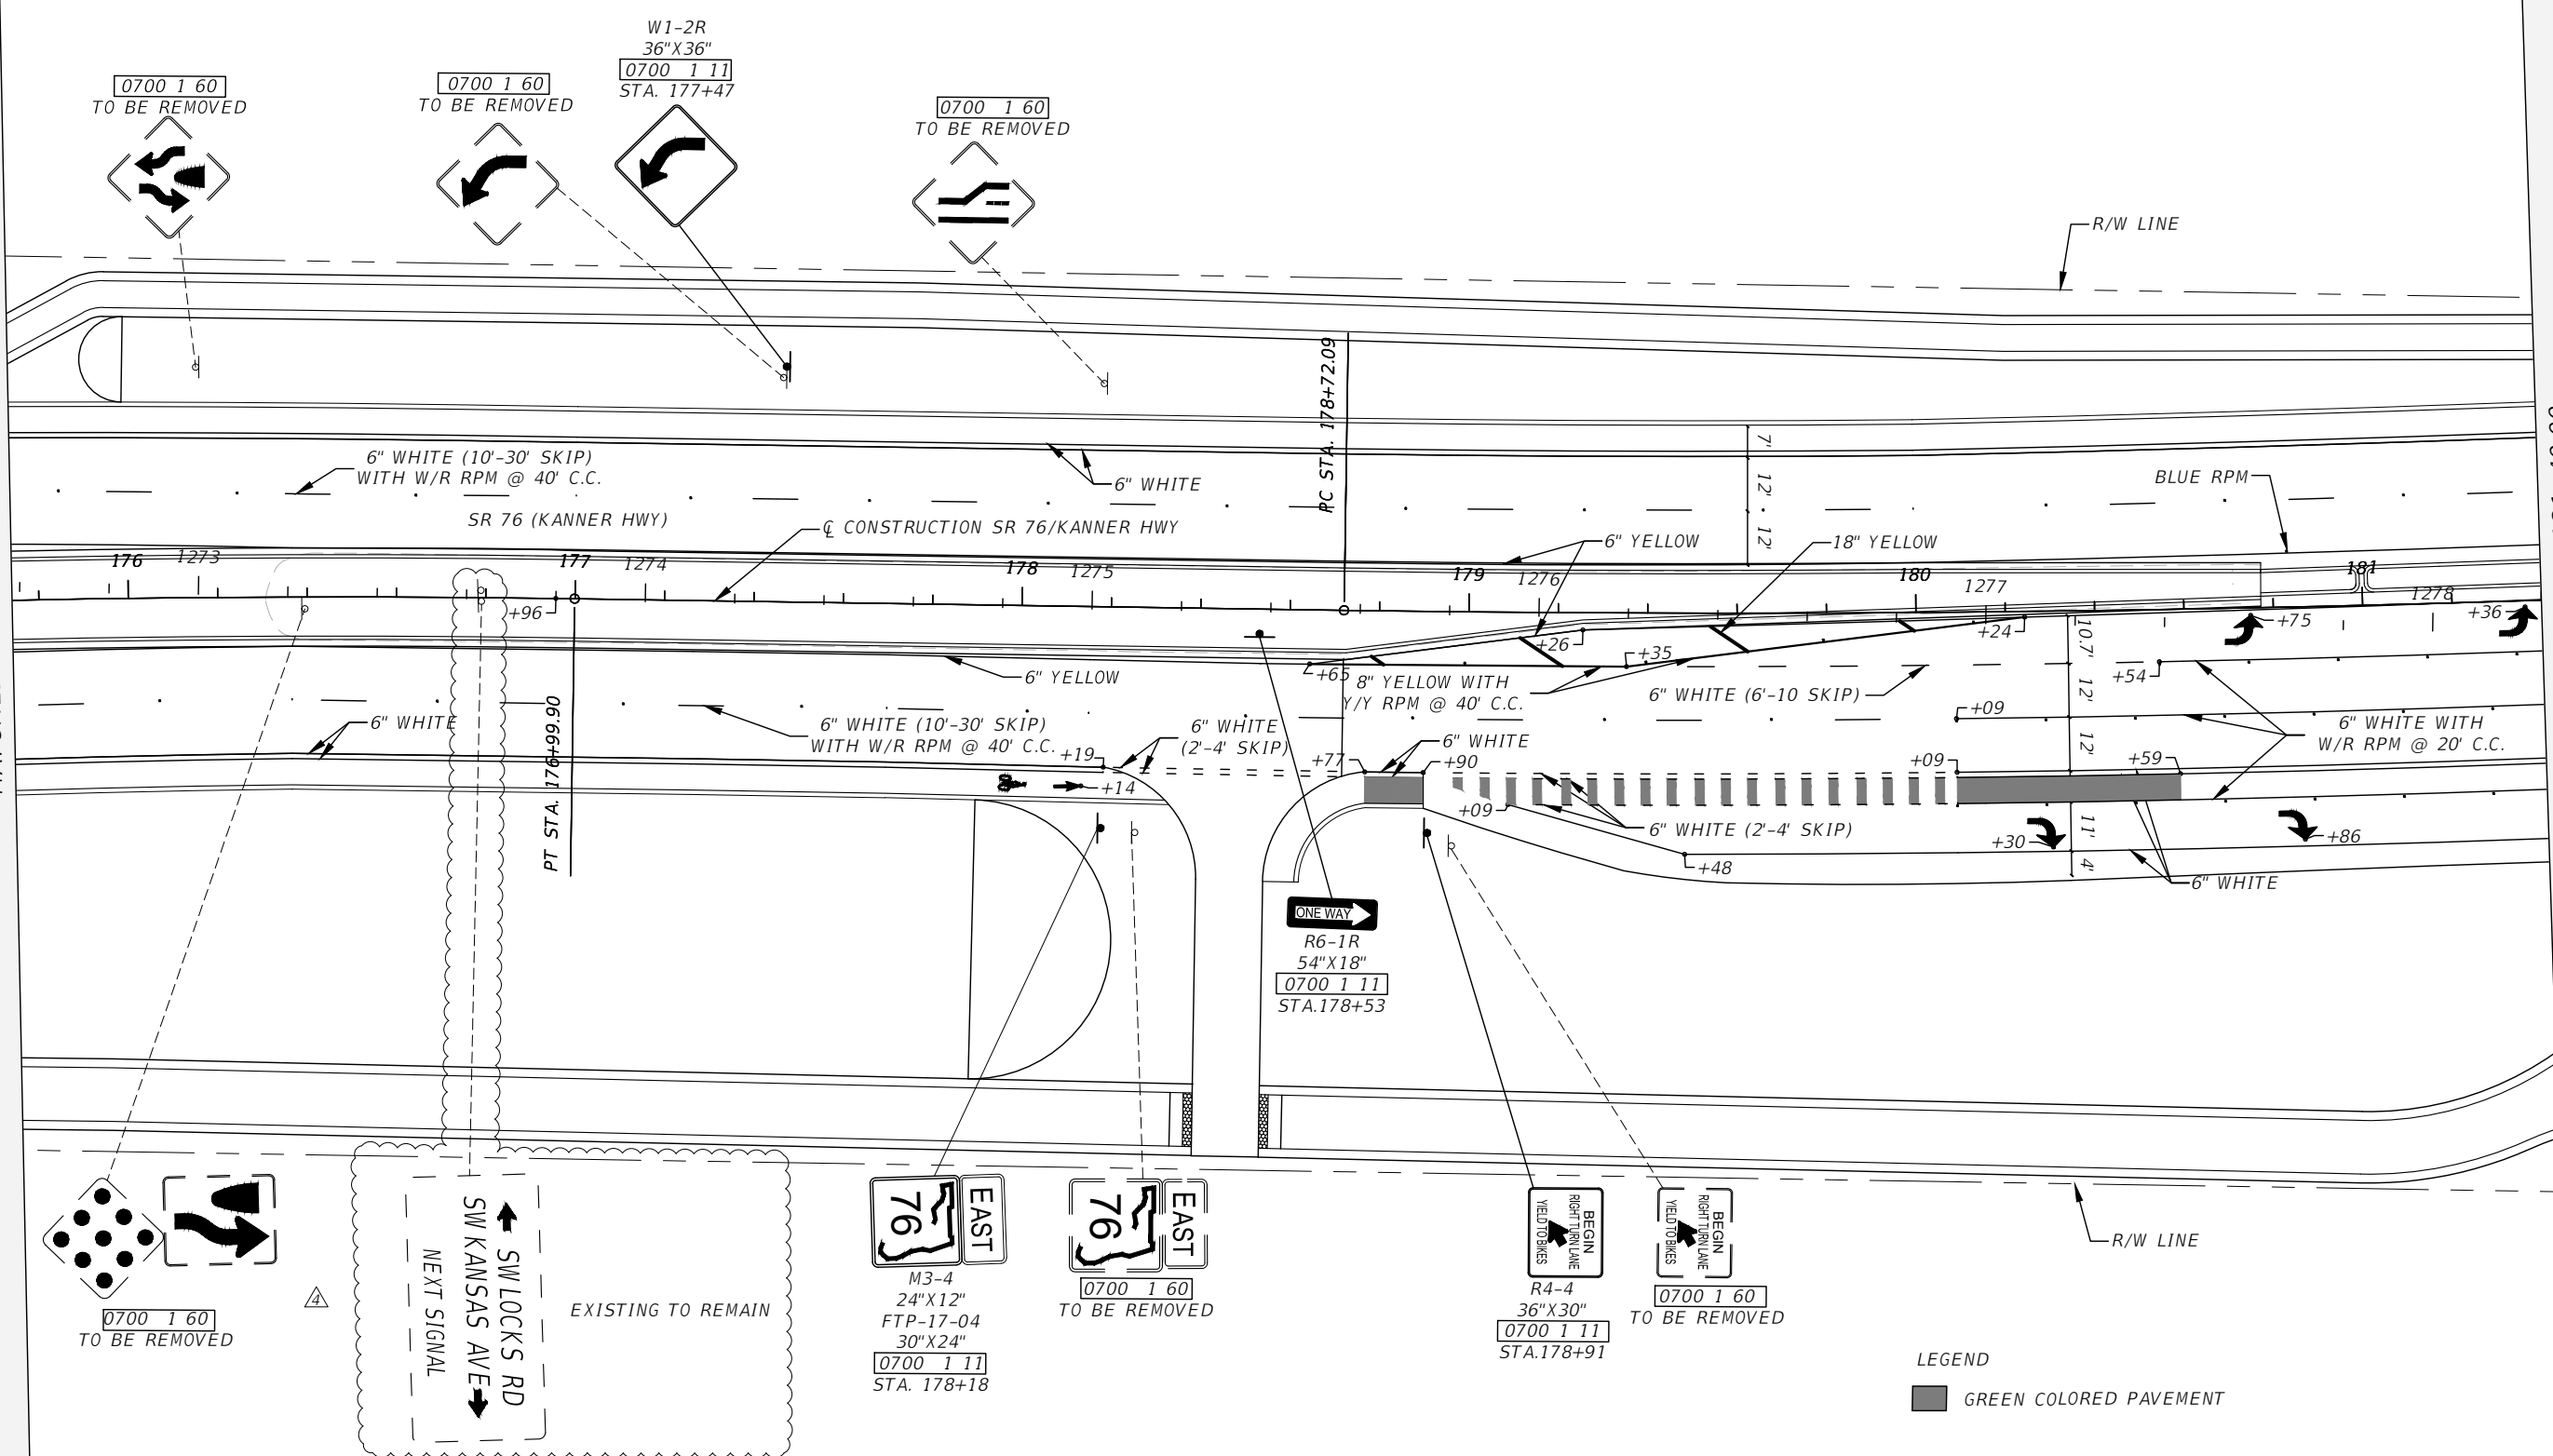 W1-2R
36"X36"
0700 1 11
STA. 177+47
0700 1 60
TO BE REMOVED
0700 1 60
TO BE REMOVED
0700 1 60
TO BE REMOVED
R/W LINE
PC STA. 178+72.09
7'
12'
12'
6" WHITE (10'-30' SKIP)
WITH W/R RPM @ 40' C.C.
6" WHITE
BLUE RPM
SR 76 (KANNER HWY)
℄ CONSTRUCTION SR 76/KANNER HWY
6" YELLOW
18" YELLOW
176
1273
177
1274
178
1275
179
1276
180
1277
181
1278
+96
+26
+24
+75
+36
+65
+35
+54
6" YELLOW
8" YELLOW WITH
Y/Y RPM @ 40' C.C.
6" WHITE (6'-10 SKIP)
10.7'
12'
12'
11'
4'
PT STA. 176+99.90
6" WHITE
6" WHITE (10'-30' SKIP)
WITH W/R RPM @ 40' C.C.
6" WHITE
(2'-4' SKIP)
6" WHITE
+09
6" WHITE WITH
W/R RPM @ 20' C.C.
+19
+77
+90
+09
+59
+14
+09
6" WHITE (2'-4' SKIP)
+30
+86
+48
6" WHITE
ONE WAY
R6-1R
54"X18"
0700 1 11
STA.178+53
0700 1 60
TO BE REMOVED
4
SW LOCKS RD
SW KANSAS AVE
NEXT SIGNAL
EXISTING TO REMAIN
EAST
76
M3-4
24"X12"
FTP-17-04
30"X24"
0700 1 11
STA. 178+18
EAST
76
0700 1 60
TO BE REMOVED
BEGIN
RIGHT TURN LANE
YIELD TO BIKES
R4-4
36"X30"
0700 1 11
STA.178+91
BEGIN
RIGHT TURN LANE
YIELD TO BIKES
0700 1 60
TO BE REMOVED
R/W LINE
LEGEND
GREEN COLORED PAVEMENT